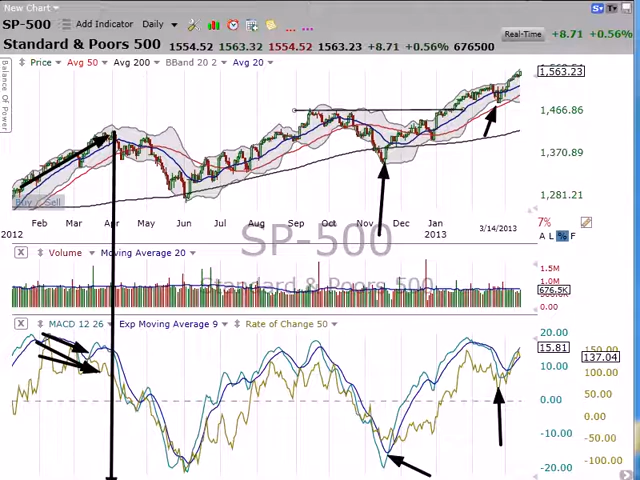 New Chart
SP-500 Add Indicator Daily
Standard & Poors 500 1554.52 1563.32 1554.52 1563.23 +8.71 +0.56% 676500
Real-Time +8.71 +0.56%
Balance Of Power
Price Avg 50 Avg 200 BBand 20 2 Avg 20
1,563.23
1,466.86
1,370.89
1,281.21
Buy Sell
Feb Mar Apr May Jun Jul Aug Sep Oct Nov Dec Jan
2012 2013 3/14/2013
7%
A L % F
SP-500
Standard & Poors 500
X Volume Moving Average 20
1.5M
1.0M
676.5K
0.00
X MACD 12 26 Exp Moving Average 9 Rate of Change 50
20.00
15.81
10.00
0.00
-10.00
-20.00
150.00
137.04
100.00
50.00
0.00
-50.00
-100.00